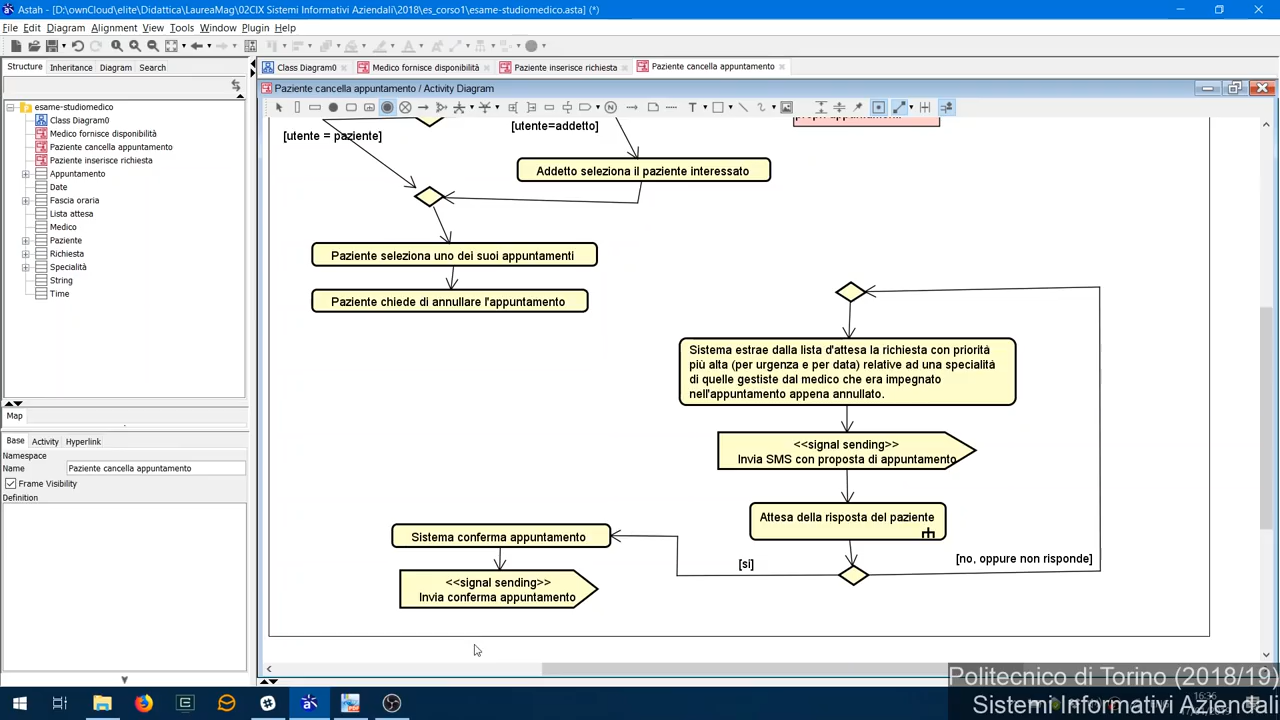 Astah - [D:\ownCloud\elite\Didattica\LaureaMag\02CIX Sistemi Informativi Aziendali\2018\es_corso1\esame-studiomedico.asta] (*)
File Edit Diagram Alignment View Tools Window Plugin Help
Structure Inheritance Diagram Search
Class Diagram0 Medico fornisce disponibilità Paziente inserisce richiesta Paziente cancella appuntamento
Paziente cancella appuntamento / Activity Diagram
esame-studiomedico
Class Diagram0
Medico fornisce disponibilità
Paziente cancella appuntamento
Paziente inserisce richiesta
Appuntamento
Date
Fascia oraria
Lista attesa
Medico
Paziente
Richiesta
Specialità
String
Time
Map
Base Activity Hyperlink
Namespace
Name Paziente cancella appuntamento
Frame Visibility
Definition
[utente = paziente]
[utente=addetto]
Addetto seleziona il paziente interessato
Paziente seleziona uno dei suoi appuntamenti
Paziente chiede di annullare l'appuntamento
Sistema estrae dalla lista d'attesa la richiesta con priorità
più alta (per urgenza e per data) relative ad una specialità
di quelle gestiste dal medico che era impegnato
nell'appuntamento appena annullato.
<<signal sending>>
Invia SMS con proposta di appuntamento
Attesa della risposta del paziente
[no, oppure non risponde]
[si]
Sistema conferma appuntamento
<<signal sending>>
Invia conferma appuntamento
Politecnico di Torino (2018/19)
Sistemi Informativi Aziendali
16:36